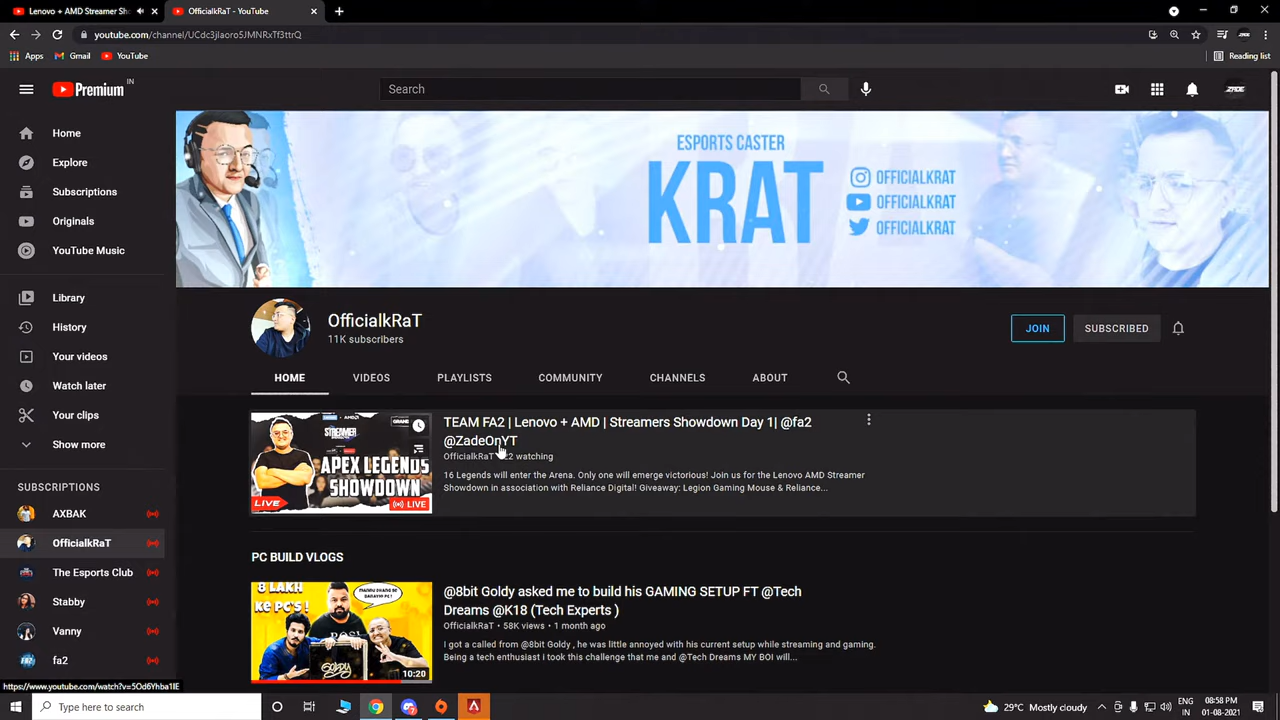 Lenovo + AMD Streamer Sho
OfficialkRaT - YouTube
youtube.com/channel/UCdc3jIaoro5JMNRxTf3ttrQ
Apps
Gmail
YouTube
Reading list
Premium IN
Search
ZADE
Home
Explore
Subscriptions
Originals
YouTube Music
Library
History
Your videos
Watch later
Your clips
Show more
SUBSCRIPTIONS
AXBAK
OfficialkRaT
The Esports Club
Stabby
Vanny
fa2
https://www.youtube.com/watch?v=5Od6Yhba1lE
ESPORTS CASTER
KRAT
OFFICIALKRAT
OFFICIALKRAT
OFFICIALKRAT
OfficialkRaT
11K subscribers
JOIN
SUBSCRIBED
HOME
VIDEOS
PLAYLISTS
COMMUNITY
CHANNELS
ABOUT
STREAMER
APEX LEGENDS
SHOWDOWN
LIVE
LIVE
TEAM FA2 | Lenovo + AMD | Streamers Showdown Day 1| @fa2
@ZadeOnYT
OfficialkRaT 22 watching
16 Legends will enter the Arena. Only one will emerge victorious! Join us for the Lenovo AMD Streamer
Showdown in association with Reliance Digital! Giveaway: Legion Gaming Mouse & Reliance...
PC BUILD VLOGS
8 LAKH
KE PC'S !
GOLDY
10:20
@8bit Goldy asked me to build his GAMING SETUP FT @Tech
Dreams @K18 (Tech Experts )
OfficialkRaT • 58K views • 1 month ago
I got a called from @8bit Goldy , he was little annoyed with his current setup while streaming and gaming.
Being a tech enthusiast i took this challenge that me and @Tech Dreams MY BOI will...
Type here to search
29°C Mostly cloudy
ENG
IN
08:58 PM
01-08-2021